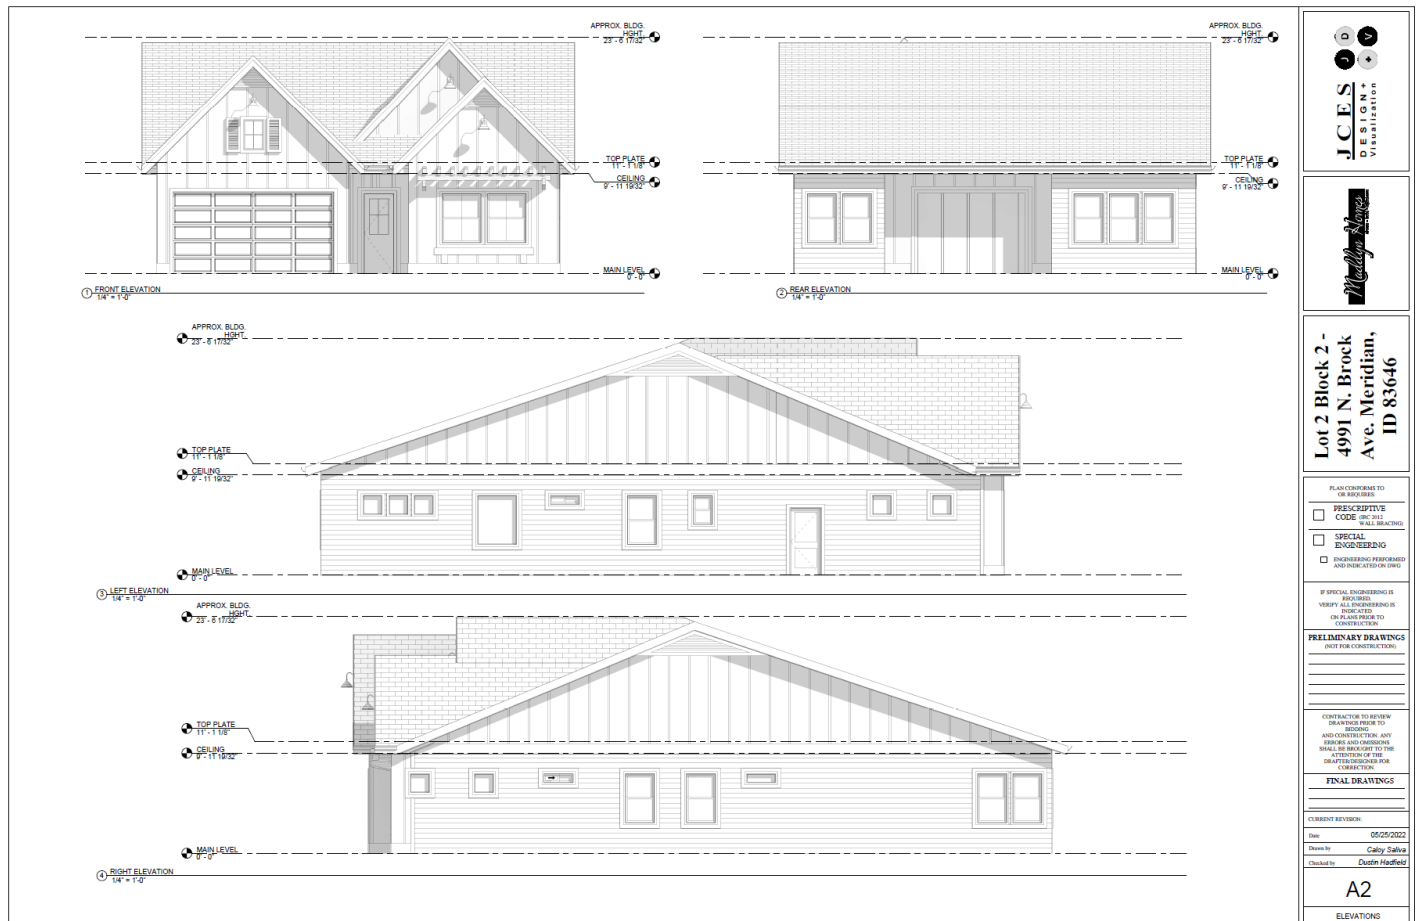 APPROX. BLDG.
HGHT.
23' - 6 17/32"
TOP PLATE
11' - 1 1/8"
CEILING
9' - 11 19/32"
MAIN LEVEL
0' - 0"
1 FRONT ELEVATION
1/4" = 1'-0"
APPROX. BLDG.
HGHT.
23' - 6 17/32"
TOP PLATE
11' - 1 1/8"
CEILING
9' - 11 19/32"
MAIN LEVEL
0' - 0"
2 REAR ELEVATION
1/4" = 1'-0"
APPROX. BLDG.
HGHT.
23' - 6 17/32"
TOP PLATE
11' - 1 1/8"
CEILING
9' - 11 19/32"
MAIN LEVEL
0' - 0"
3 LEFT ELEVATION
1/4" = 1'-0"
APPROX. BLDG.
HGHT.
23' - 6 17/32"
TOP PLATE
11' - 1 1/8"
CEILING
9' - 11 19/32"
MAIN LEVEL
0' - 0"
4 RIGHT ELEVATION
1/4" = 1'-0"
J D + V
JCES
DESIGN+
Visualization
Maddyn Homes
Lot 2 Block 2 -
4991 N. Brock
Ave. Meridian,
ID 83646
PLAN CONFORMS TO
OR REQUIRES:
PRESCRIPTIVE
CODE (IRC 2012
WALL BRACING)
SPECIAL
ENGINEERING
ENGINEERING PERFORMED
AND INDICATED ON DWG
IF SPECIAL ENGINEERING IS
REQUIRED,
VERIFY ALL ENGINEERING IS
INDICATED
ON PLANS PRIOR TO
CONSTRUCTION
PRELIMINARY DRAWINGS
(NOT FOR CONSTRUCTION)
CONTRACTOR TO REVIEW
DRAWINGS PRIOR TO
BIDDING
AND CONSTRUCTION. ANY
ERRORS AND OMISSIONS
SHALL BE BROUGHT TO THE
ATTENTION OF THE
DRAFTER/DESIGNER FOR
CORRECTION
FINAL DRAWINGS
CURRENT REVISION:
Date 05/25/2022
Drawn by Caloy Saliva
Checked by Dustin Hadfield
A2
ELEVATIONS